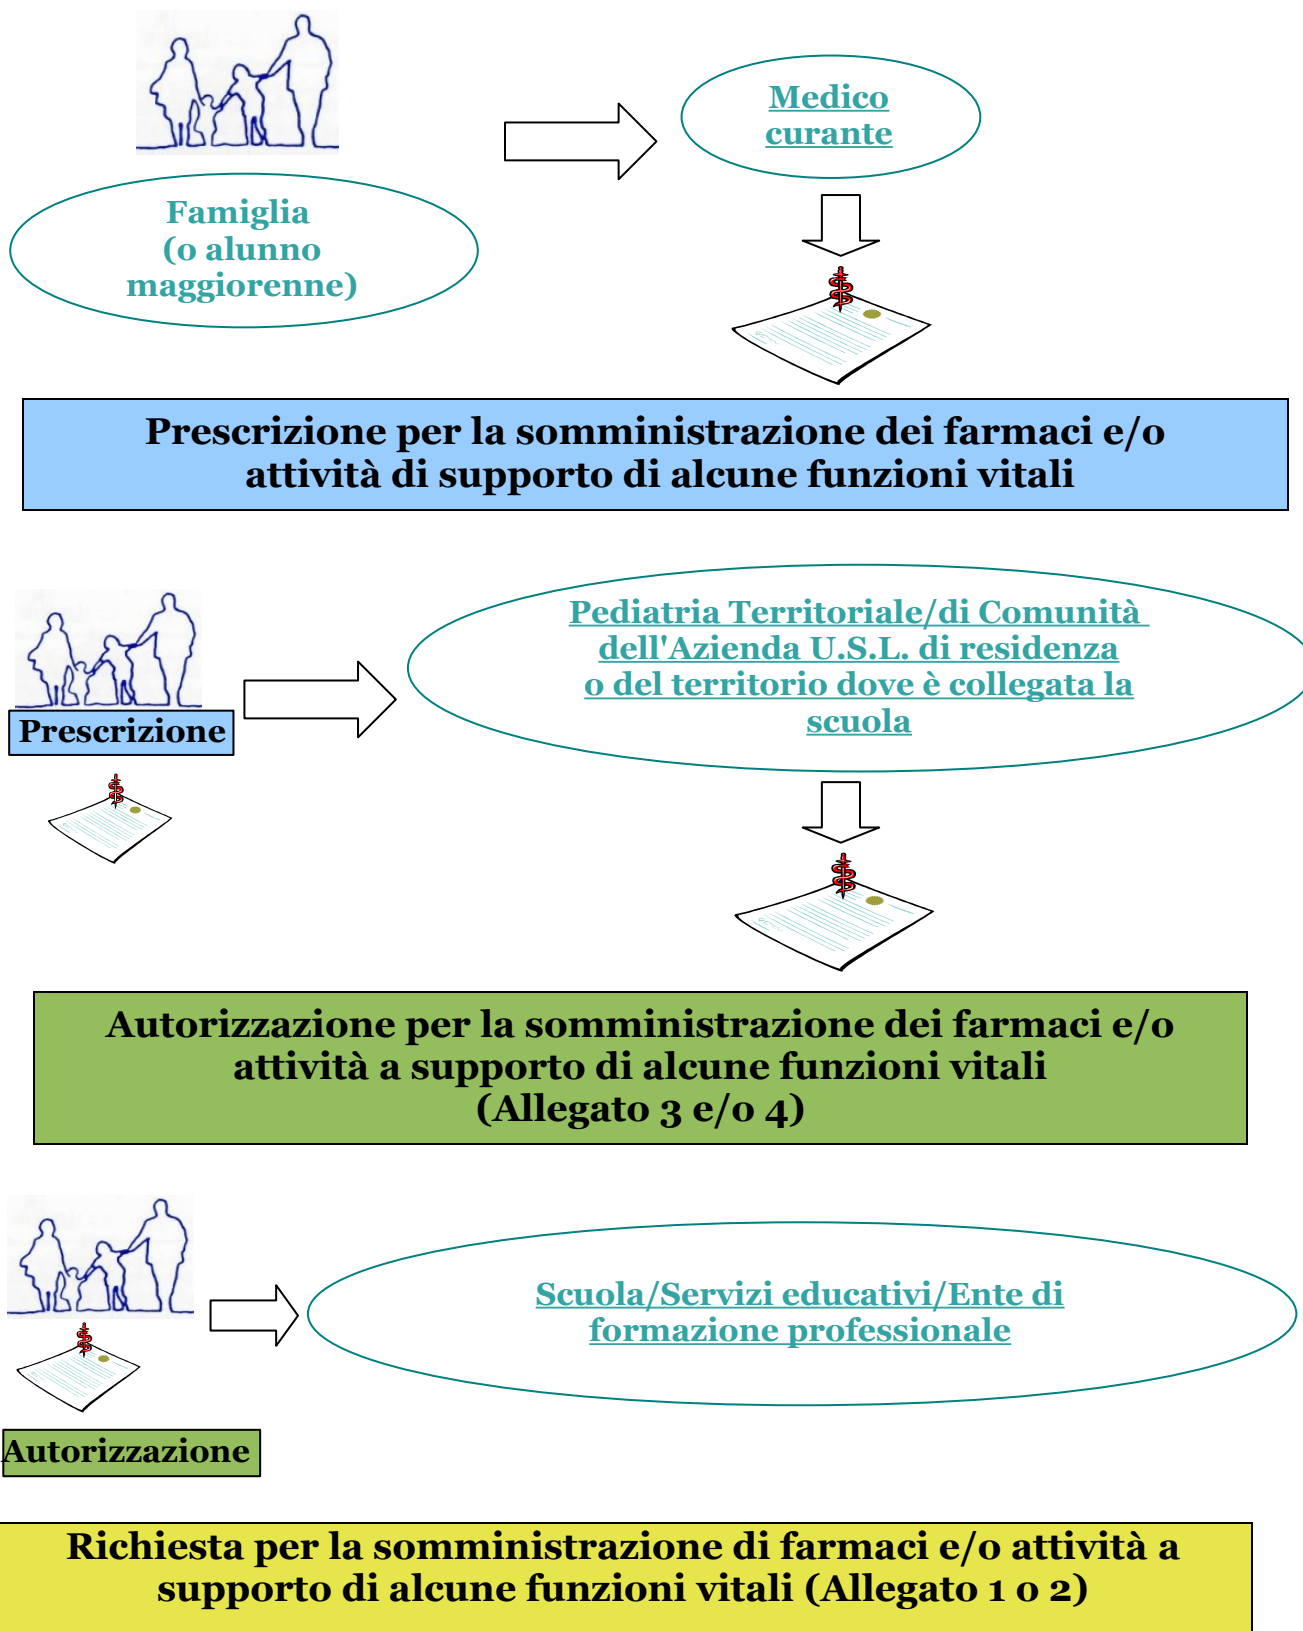 Medico
curante
Famiglia
(o alunno
maggiorenne)
Prescrizione per la somministrazione dei farmaci e/o
attività di supporto di alcune funzioni vitali
Pediatria Territoriale/di Comunità
dell'Azienda U.S.L. di residenza
o del territorio dove è collegata la
scuola
Prescrizione
Autorizzazione per la somministrazione dei farmaci e/o
attività a supporto di alcune funzioni vitali
(Allegato 3 e/o 4)
Scuola/Servizi educativi/Ente di
formazione professionale
Autorizzazione
Richiesta per la somministrazione di farmaci e/o attività a
supporto di alcune funzioni vitali (Allegato 1 o 2)